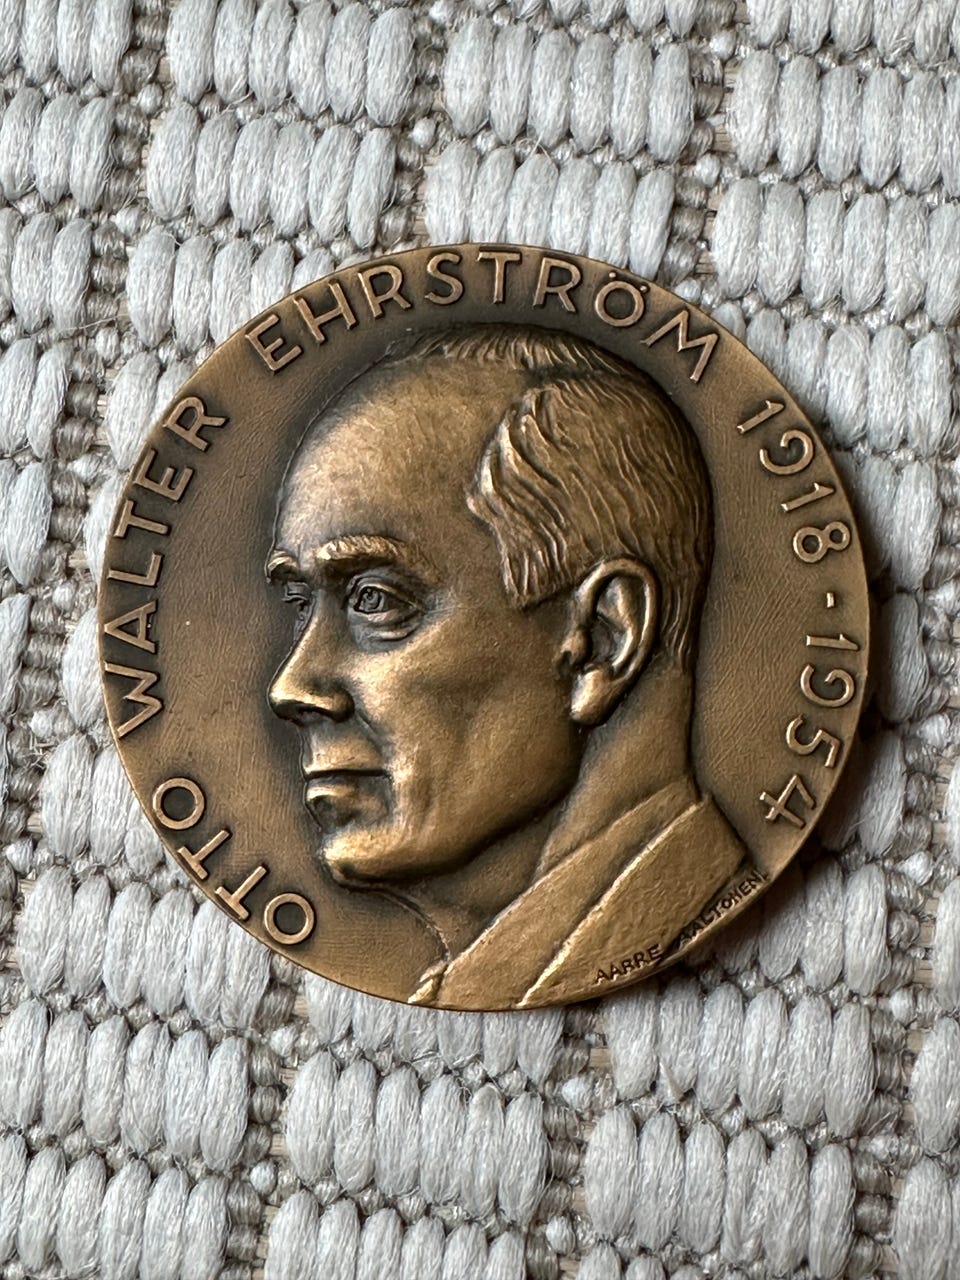 OTTO WALTER EHRSTRÖM 1918-1954
AARRE AALTONEN